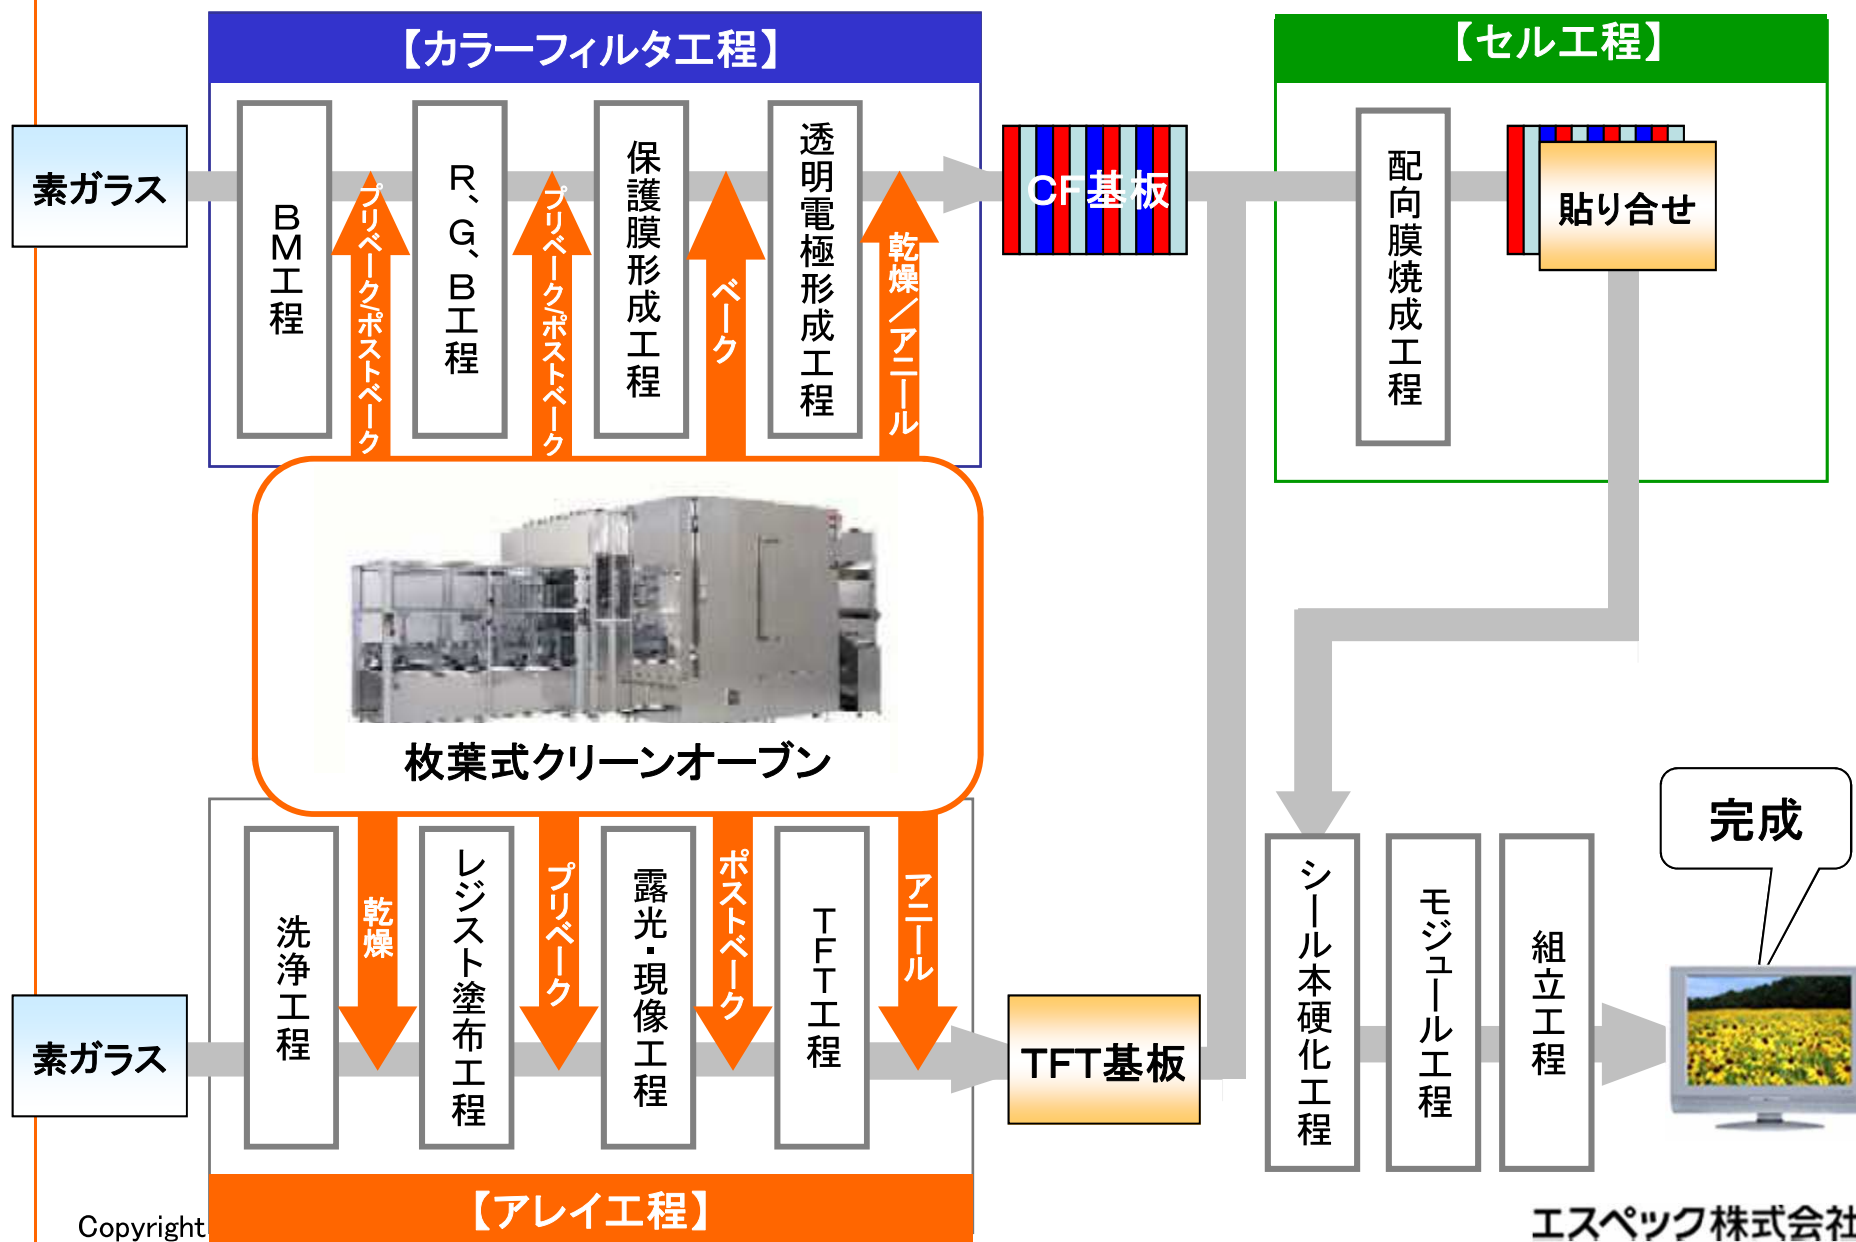 【カラーフィルタ工程】
【セル工程】
素ガラス
BM工程
プリベーク/ポストベーク
R、G、B工程
プリベーク/ポストベーク
保護膜形成工程
ベーク
透明電極形成工程
乾燥／アニール
CF基板
配向膜焼成工程
貼り合せ
枚葉式クリーンオーブン
素ガラス
洗浄工程
乾燥
レジスト塗布工程
プリベーク
露光・現像工程
ポストベーク
TFT工程
アニール
TFT基板
シール本硬化工程
モジュール工程
組立工程
完成
【アレイ工程】
Copyright
エスペック株式会社